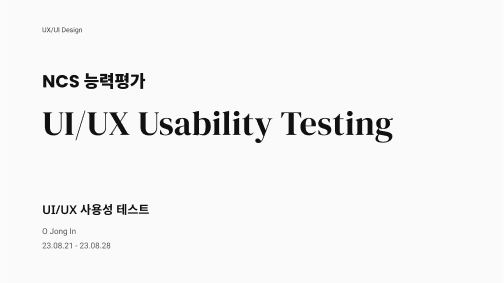 UX/UI Design
NCS 능력평가
UI/UX Usability Testing
UI/UX 사용성 테스트
O Jong In
23.08.21 - 23.08.28